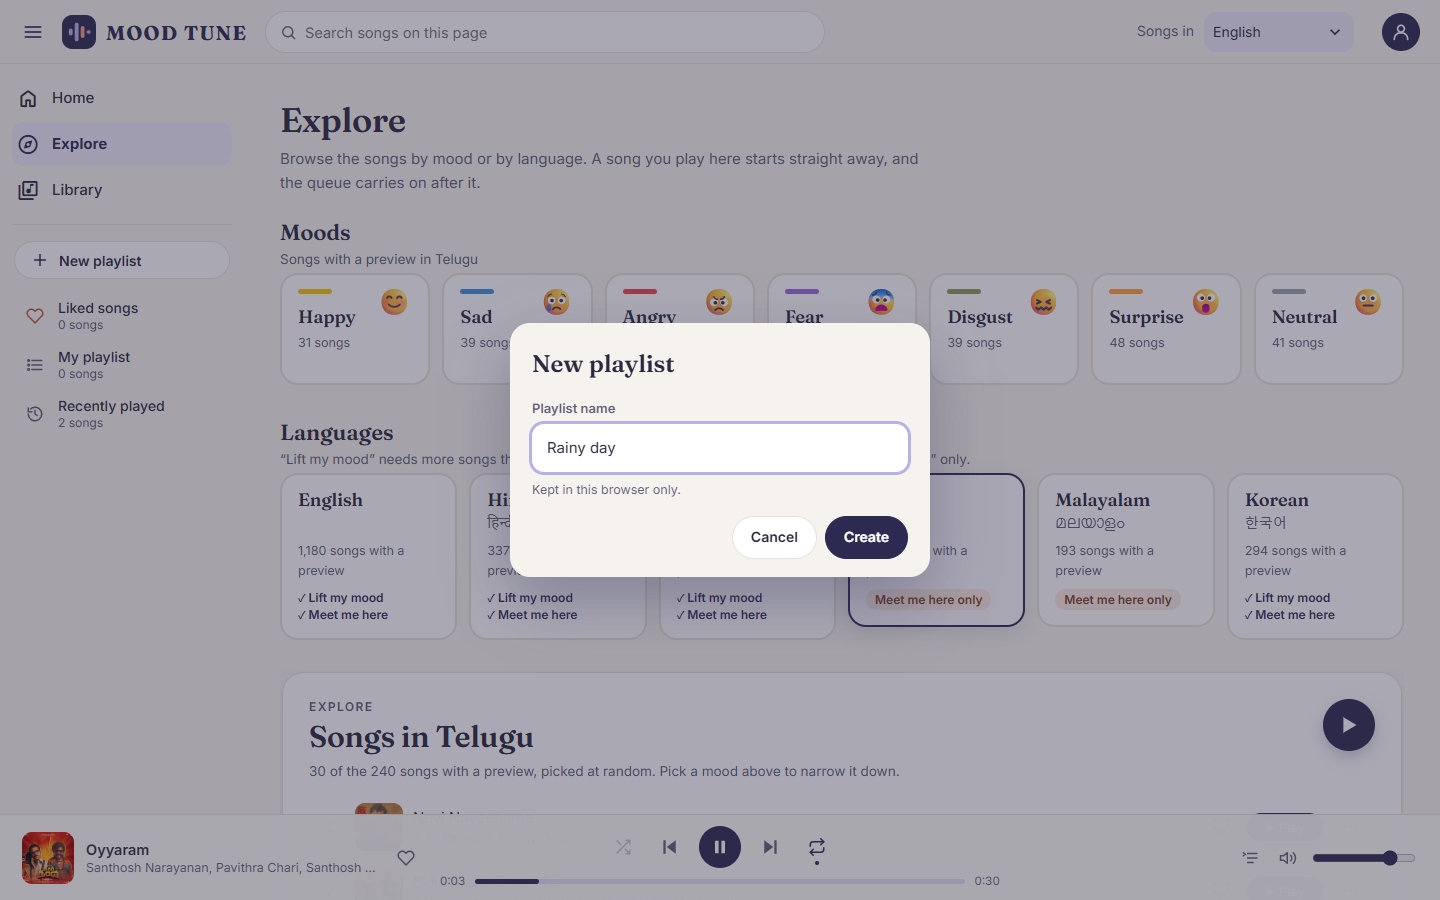 MOOD TUNE
Search songs on this page
Songs in
English
Home
Explore
Library
New playlist
Liked songs
0 songs
My playlist
0 songs
Recently played
2 songs
Explore
Browse the songs by mood or by language. A song you play here starts straight away, and
the queue carries on after it.
Moods
Songs with a preview in Telugu
Happy
31 songs
Sad
39 songs
Angry
Fear
Disgust
39 songs
Surprise
48 songs
Neutral
41 songs
New playlist
Playlist name
Rainy day
Kept in this browser only.
Cancel
Create
Languages
“Lift my mood” needs more songs
” only.
English
1,180 songs with a
preview
✓ Lift my mood
✓ Meet me here
337
✓ Lift my mood
✓ Meet me here
✓ Lift my mood
✓ Meet me here
with a
Meet me here only
Malayalam
മലയാളം
193 songs with a
preview
Meet me here only
Korean
한국어
294 songs with a
preview
✓ Lift my mood
✓ Meet me here
EXPLORE
Songs in Telugu
30 of the 240 songs with a preview, picked at random. Pick a mood above to narrow it down.
Oyyaram
Santhosh Narayanan, Pavithra Chari, Santhosh ...
0:03
0:30